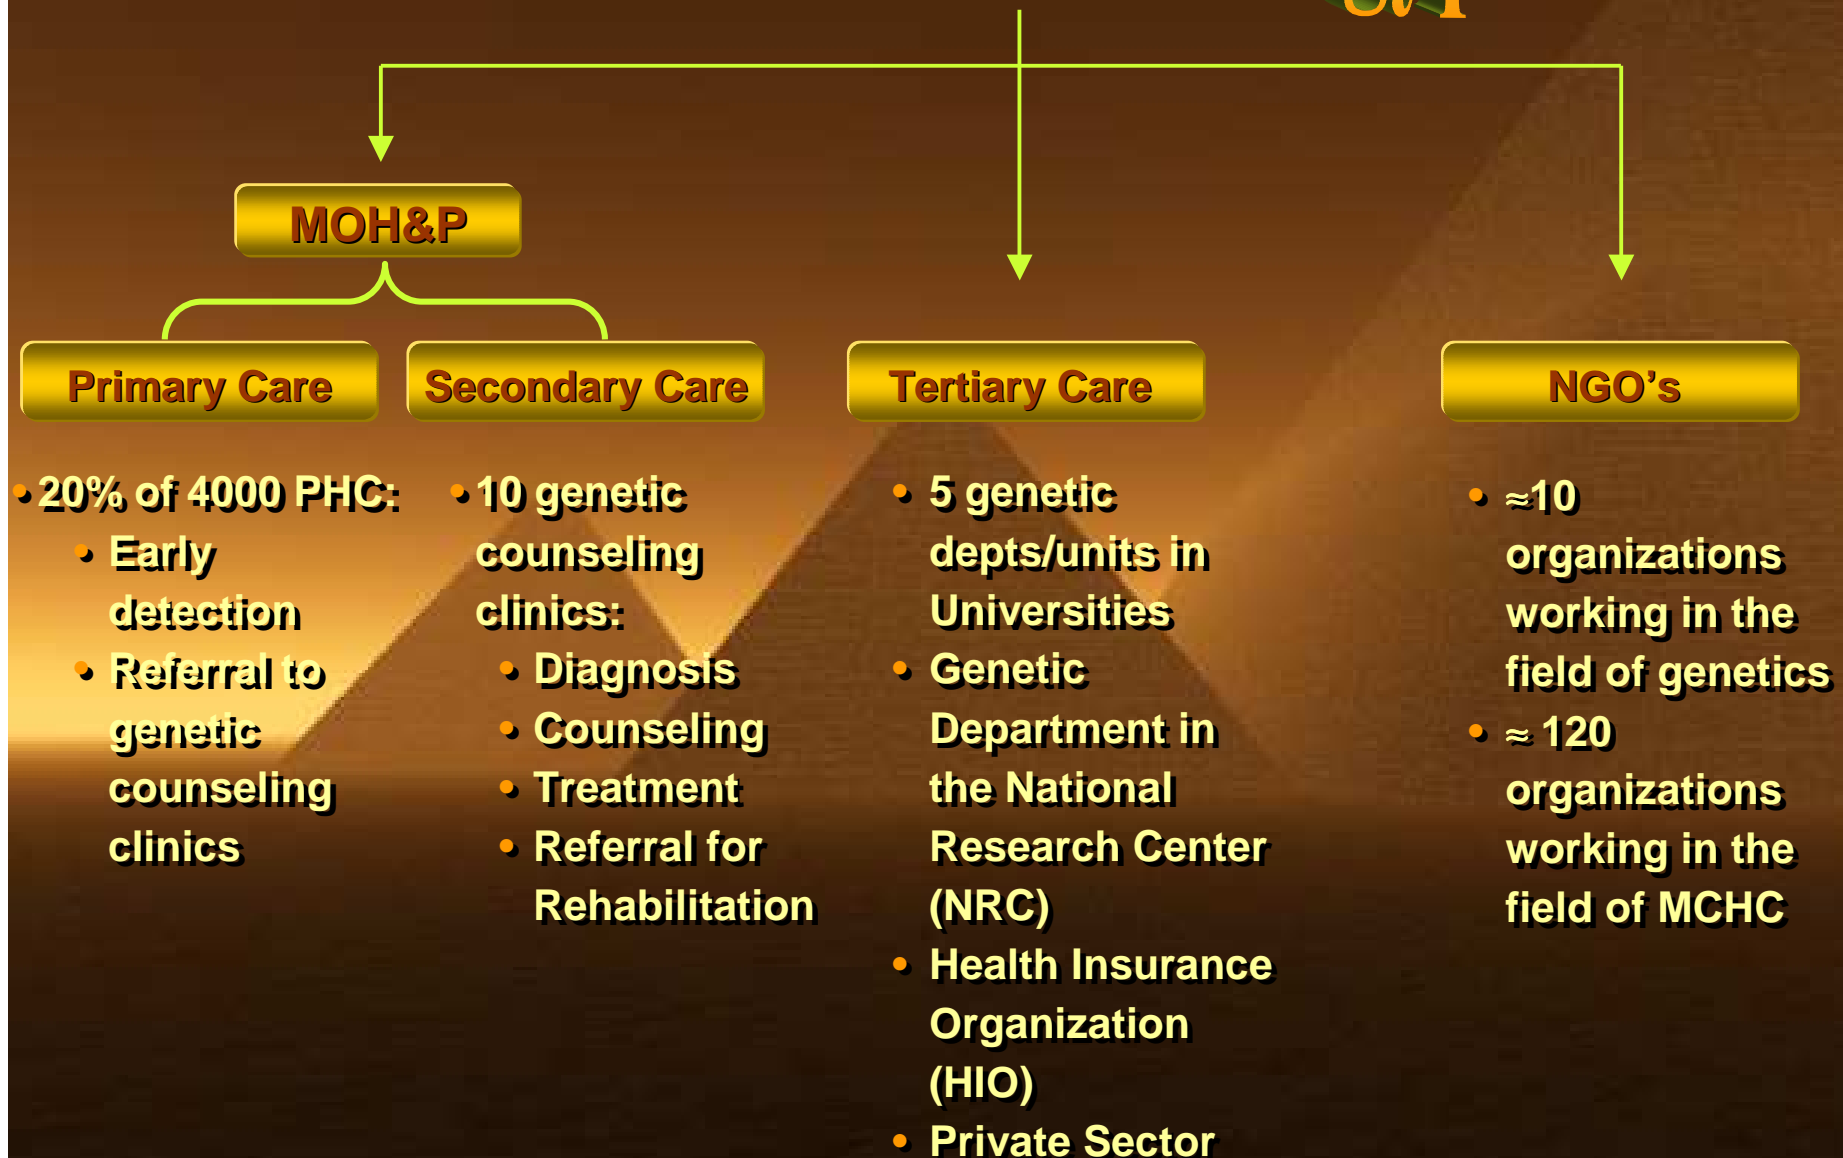 MOH&P
Primary Care
Secondary Care
Tertiary Care
NGO’s
• 20% of 4000 PHC:
• Early
detection
• Referral to
genetic
counseling
clinics
• 10 genetic
counseling
clinics:
• Diagnosis
• Counseling
• Treatment
• Referral for
Rehabilitation
• 5 genetic
depts/units in
Universities
• Genetic
Department in
the National
Research Center
(NRC)
• Health Insurance
Organization
(HIO)
• Private Sector
• ≈10
organizations
working in the
field of genetics
• ≈ 120
organizations
working in the
field of MCHC